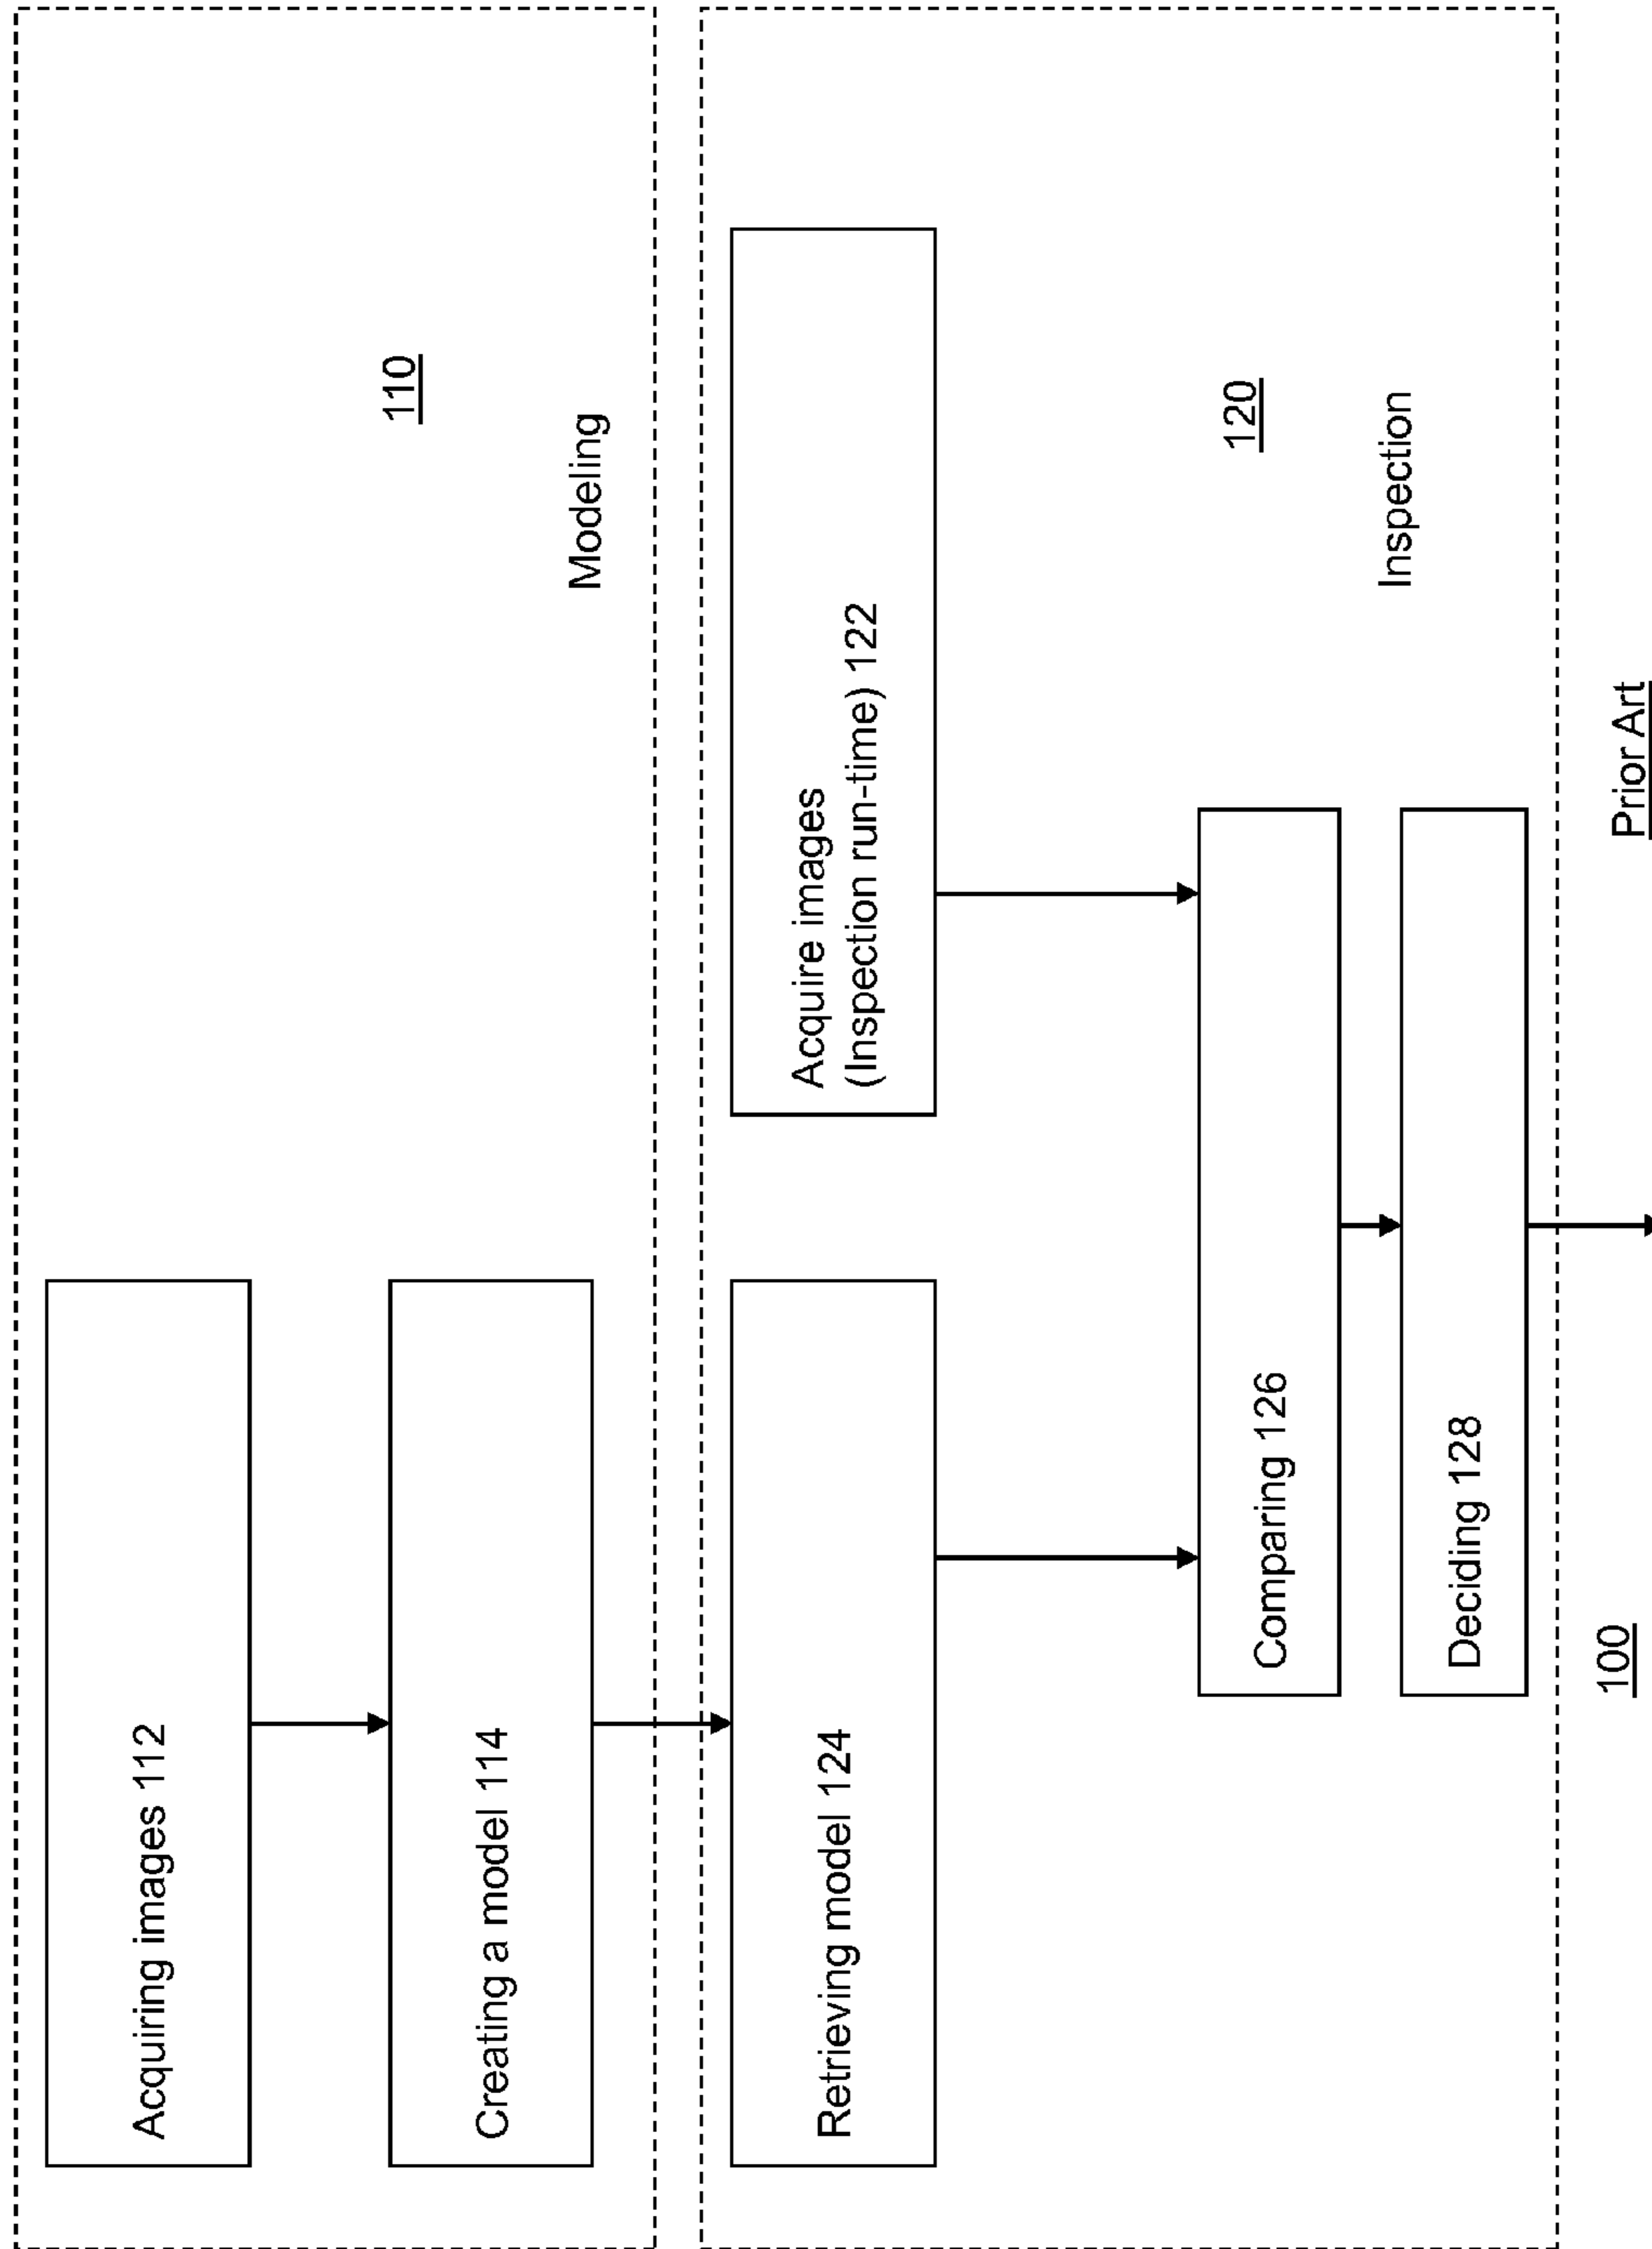 Acquiring images 112
110
Creating a model 114
Modeling
Retrieving model 124
Acquire images
(Inspection run-time) 122
120
Comparing 126
Inspection
Deciding 128
100
Prior Art